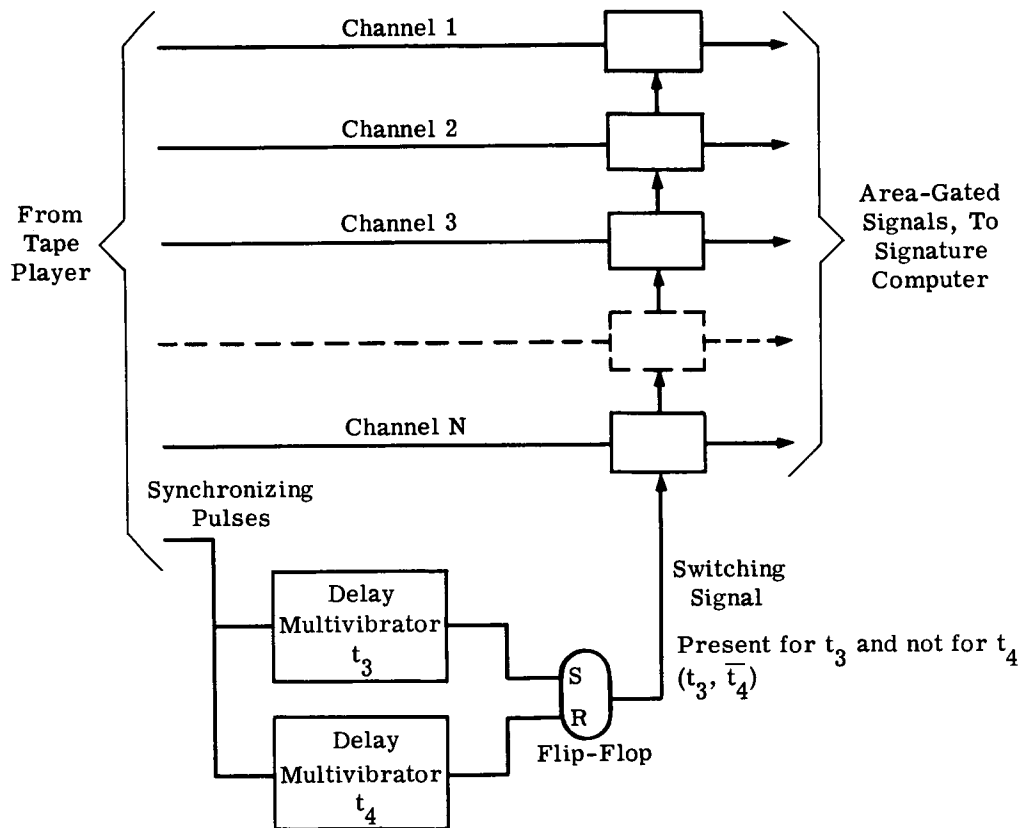 Channel 1
Channel 2
Channel 3
Channel N
From
Tape
Player
Area-Gated
Signals, To
Signature
Computer
Synchronizing
Pulses
Delay
Multivibrator
t₃
Delay
Multivibrator
t₄
S
R
Flip-Flop
Switching
Signal
Present for t₃ and not for t₄
(t₃, t̅₄)